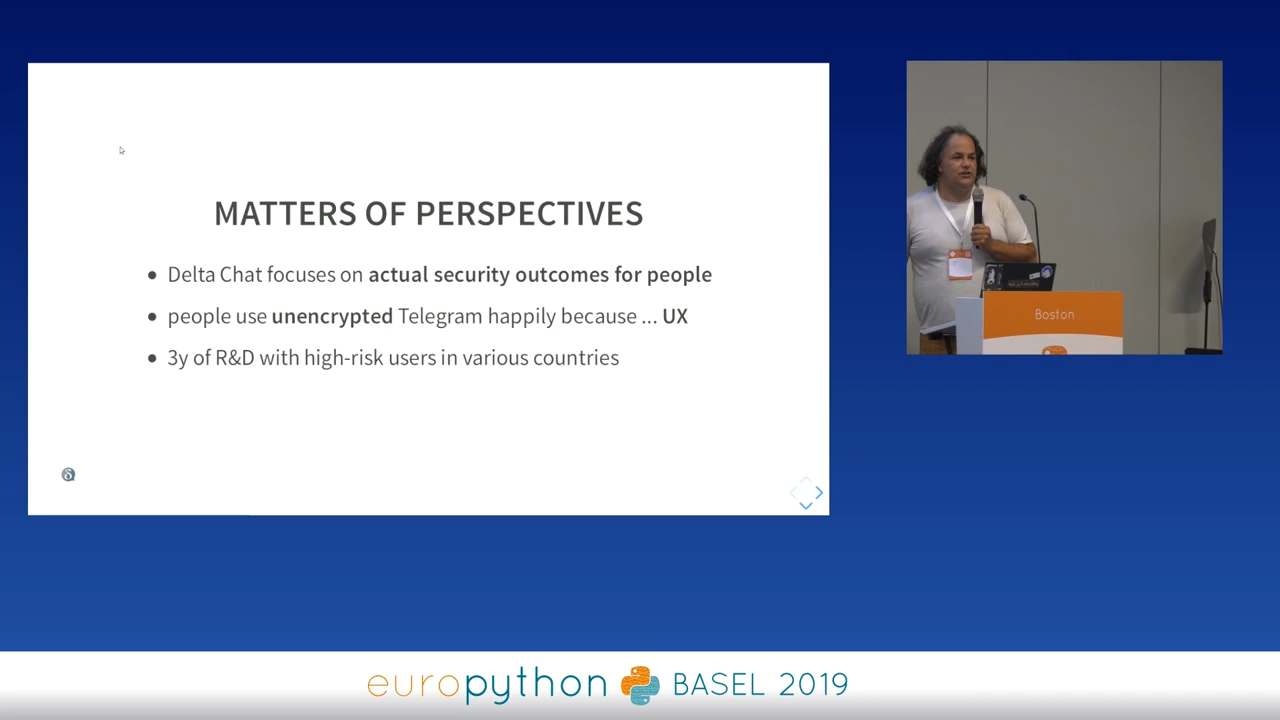 MATTERS OF PERSPECTIVES
Delta Chat focuses on actual security outcomes for people
people use unencrypted Telegram happily because ... UX
3y of R&D with high-risk users in various countries
Boston
europython BASEL 2019